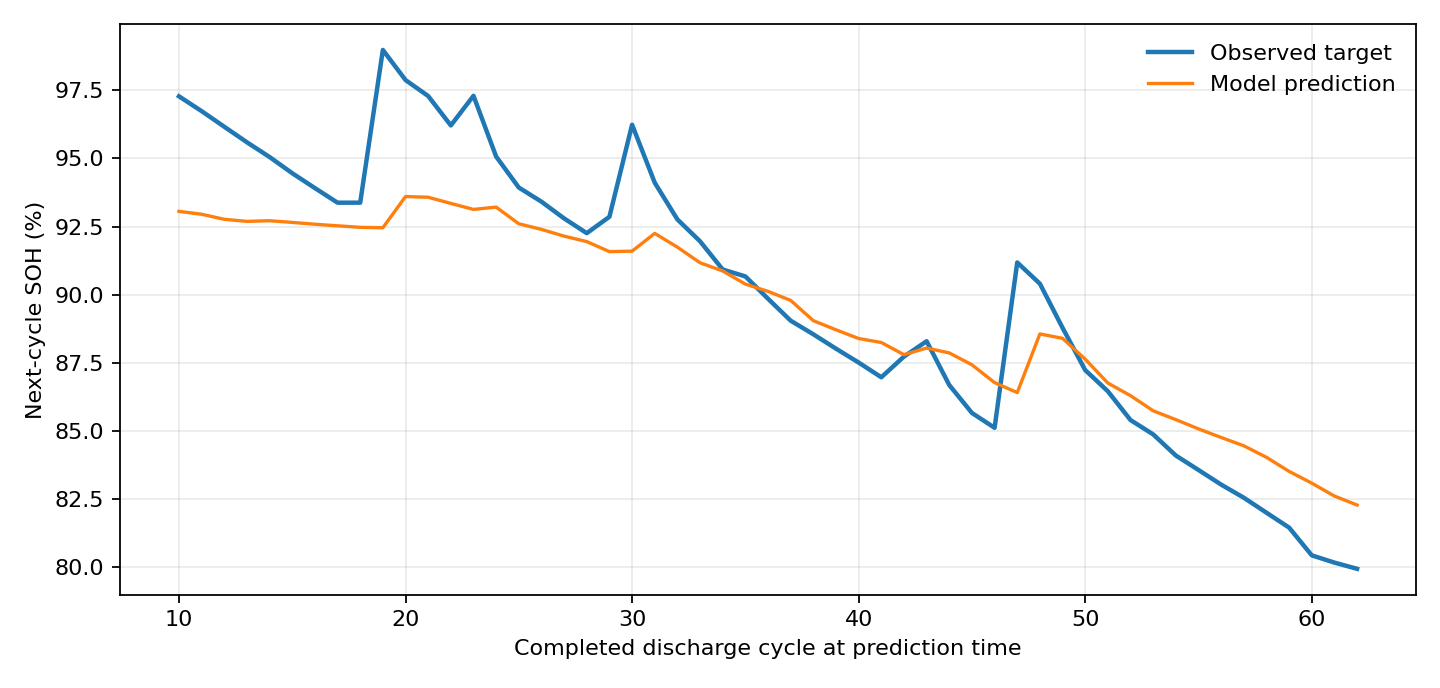 Observed target
Model prediction
Next-cycle SOH (%)
97.5
95.0
92.5
90.0
87.5
85.0
82.5
80.0
10 20 30 40 50 60
Completed discharge cycle at prediction time